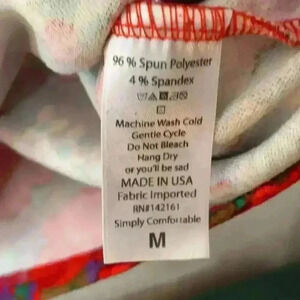 96 % Spun Polyester
4 % Spandex
Machine Wash Cold
Gentle Cycle
Do Not Bleach
Hang Dry
or you'll be sad
MADE IN USA
Fabric Imported
RN#142161
Simply Comfortable
M